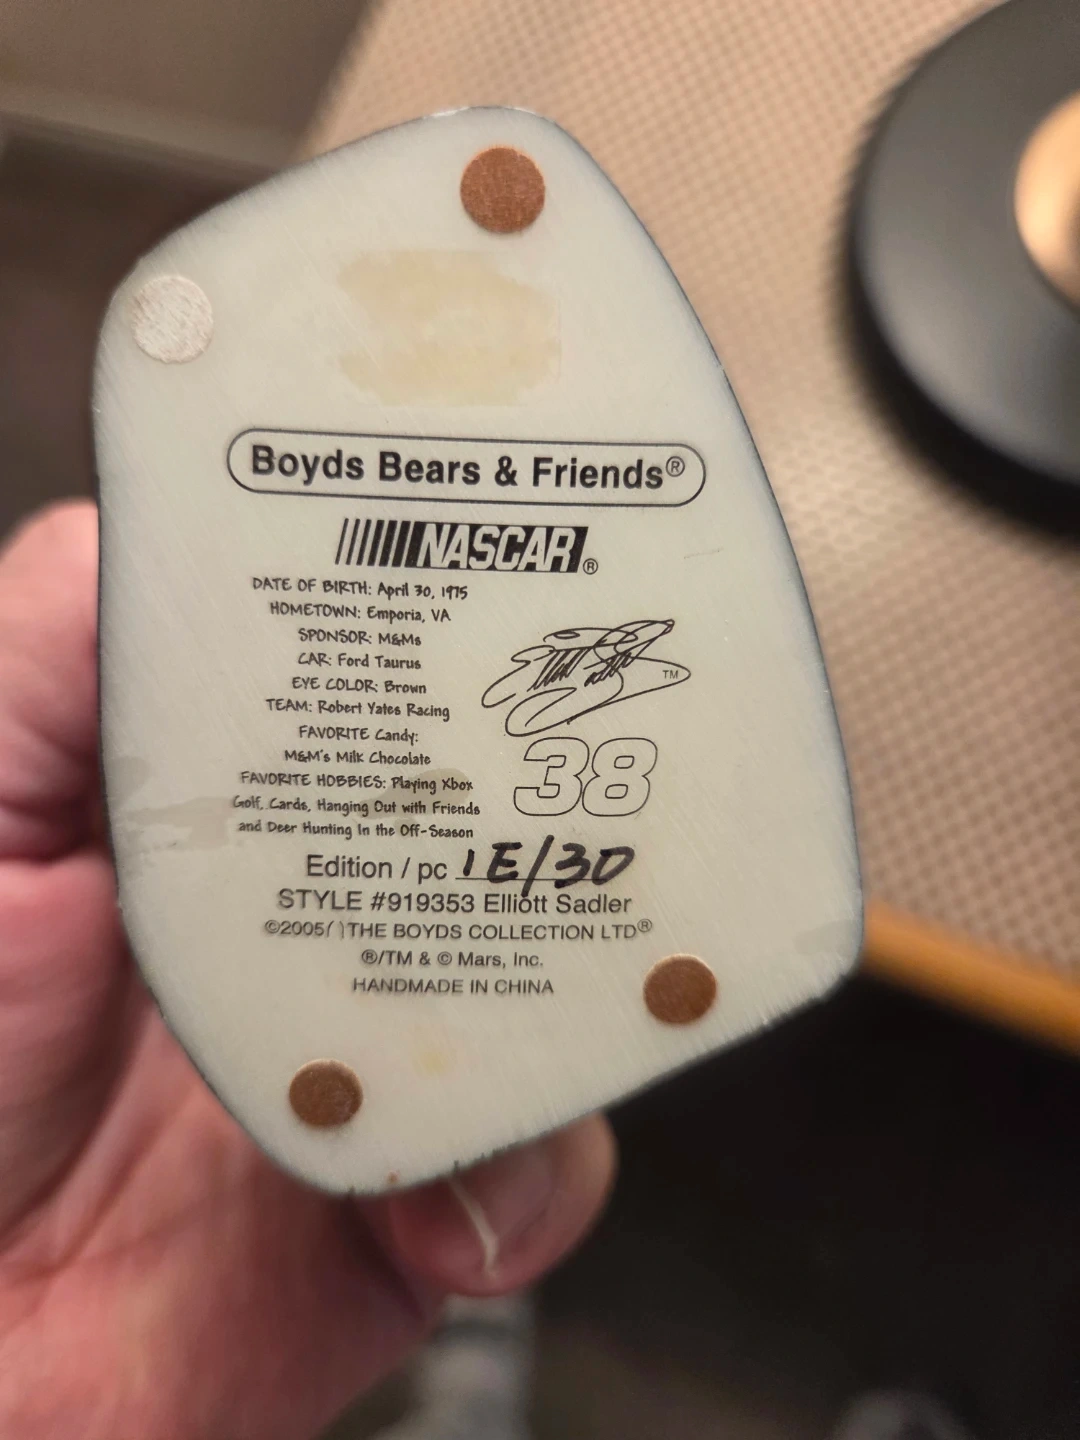 Boyds Bears & Friends®
NASCAR®
DATE OF BIRTH: April 30, 1975
HOMETOWN: Emporia, VA
SPONSOR: M&Ms
CAR: Ford Taurus
EYE COLOR: Brown
TEAM: Robert Yates Racing
FAVORITE Candy:
M&M's Milk Chocolate
FAVORITE HOBBIES: Playing Xbox
Golf, Cards, Hanging Out with Friends
and Deer Hunting In the Off-Season
Elliott Sadler ™
38
Edition / pc 1E/30
STYLE #919353 Elliott Sadler
©2005( )THE BOYDS COLLECTION LTD®
®/TM & © Mars, Inc.
HANDMADE IN CHINA